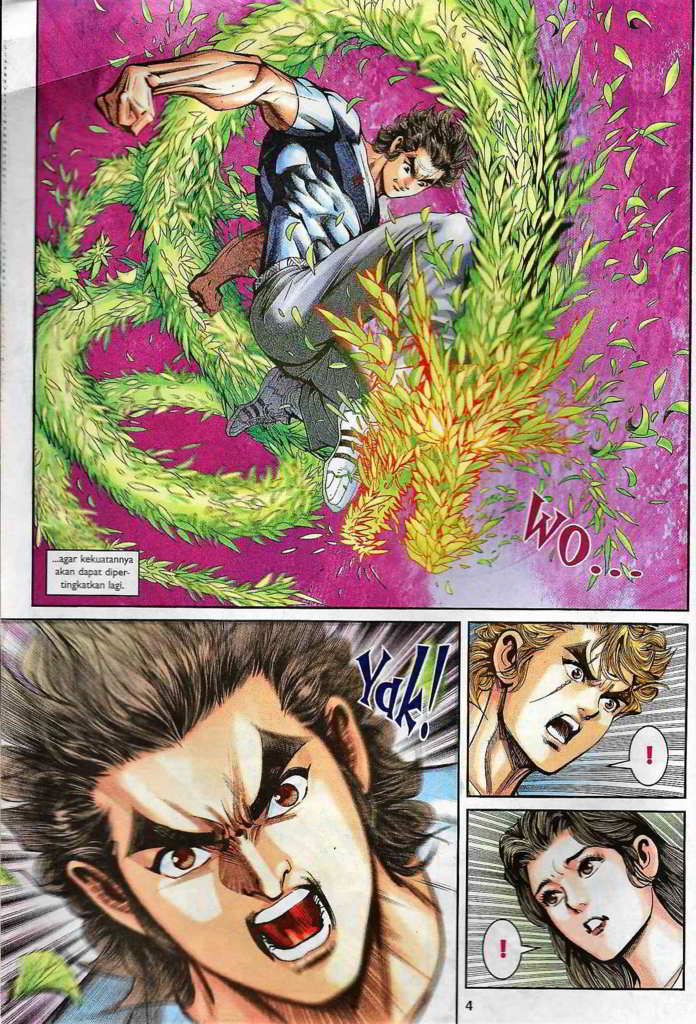 WO...
...agar kekuatannya
akan dapat diper-
tingkatkan lagi.
Yak!
!
!
4